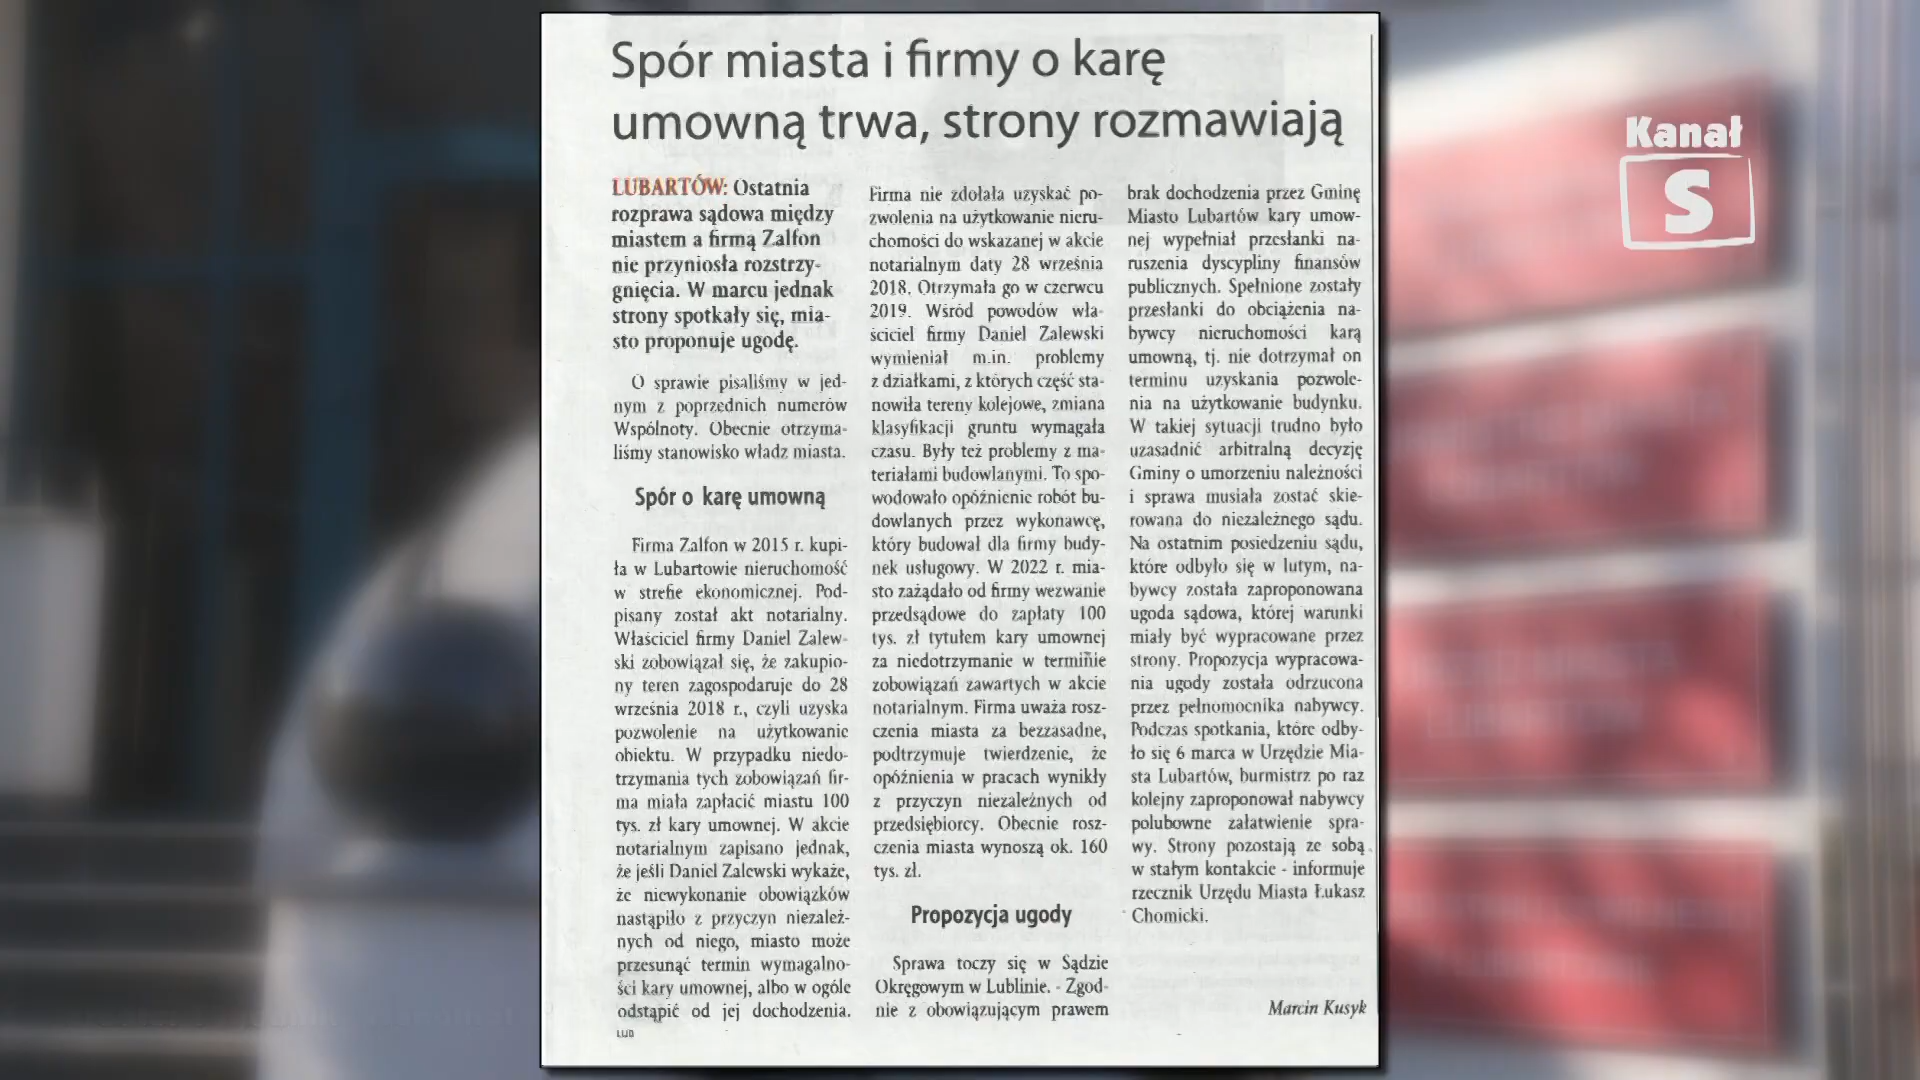 Spór miasta i firmy o karę
umowną trwa, strony rozmawiają
LUBARTÓW: Ostatnia
rozprawa sądowa między
miastem a firmą Zalfon
nie przyniosła rozstrzy-
gnięcia. W marcu jednak
strony spotkały się, mia-
sto proponuje ugodę.
O sprawie pisaliśmy w jed-
nym z poprzednich numerów
Wspólnoty. Obecnie otrzyma-
liśmy stanowisko władz miasta.
Spór o karę umowną
Firma Zalfon w 2015 r. kupi-
ła w Lubartowie nieruchomość
w strefie ekonomicznej. Pod-
pisany został akt notarialny.
Właściciel firmy Daniel Zalew-
ski zobowiązał się, że zakupio-
ny teren zagospodaruje do 28
września 2018 r., czyli uzyska
pozwolenie na użytkowanie
obiektu. W przypadku niedo-
trzymania tych zobowiązań fir-
ma miała zapłacić miastu 100
tys. zł kary umownej. W akcie
notarialnym zapisano jednak,
że jeśli Daniel Zalewski wykaże,
że niewykonanie obowiązków
nastąpiło z przyczyn niezależ-
nych od niego, miasto może
przesunąć termin wymagalno-
ści kary umownej, albo w ogóle
odstąpić od jej dochodzenia.
LUB
Firma nie zdołała uzyskać po-
zwolenia na użytkowanie nieru-
chomości do wskazanej w akcie
notarialnym daty 28 września
2018. Otrzymała go w czerwcu
2019. Wśród powodów wła-
ściciel firmy Daniel Zalewski
wymieniał m.in. problemy
z działkami, z których część sta-
nowiła tereny kolejowe, zmiana
klasyfikacji gruntu wymagała
czasu. Były też problemy z ma-
teriałami budowlanymi. To spo-
wodowało opóźnienie robót bu-
dowlanych przez wykonawcę,
który budował dla firmy budy-
nek usługowy. W 2022 r. mia-
sto zażądało od firmy wezwanie
przedsądowe do zapłaty 100
tys. zł tytułem kary umownej
za niedotrzymanie w terminie
zobowiązań zawartych w akcie
notarialnym. Firma uważa rosz-
czenia miasta za bezzasadne,
podtrzymuje twierdzenie, że
opóźnienia w pracach wynikły
z przyczyn niezależnych od
przedsiębiorcy. Obecnie rosz-
czenia miasta wynoszą ok. 160
tys. zł.
Propozycja ugody
Sprawa toczy się w Sądzie
Okręgowym w Lublinie. - Zgod-
nie z obowiązującym prawem
brak dochodzenia przez Gminę
Miasto Lubartów kary umow-
nej wypełniał przesłanki na-
ruszenia dyscypliny finansów
publicznych. Spełnione zostały
przesłanki do obciążenia na-
bywcy nieruchomości karą
umowną, tj. nie dotrzymał on
terminu uzyskania pozwole-
nia na użytkowanie budynku.
W takiej sytuacji trudno było
uzasadnić arbitralną decyzję
Gminy o umorzeniu należności
i sprawa musiała zostać skie-
rowana do niezależnego sądu.
Na ostatnim posiedzeniu sądu,
które odbyło się w lutym, na-
bywcy została zaproponowana
ugoda sądowa, której warunki
miały być wypracowane przez
strony. Propozycja wypracowa-
nia ugody została odrzucona
przez pełnomocnika nabywcy.
Podczas spotkania, które odby-
ło się 6 marca w Urzędzie Mia-
sta Lubartów, burmistrz po raz
kolejny zaproponował nabywcy
polubowne załatwienie spra-
wy. Strony pozostają ze sobą
w stałym kontakcie - informuje
rzecznik Urzędu Miasta Łukasz
Chomicki.
Marcin Kusyk
Kanał
S